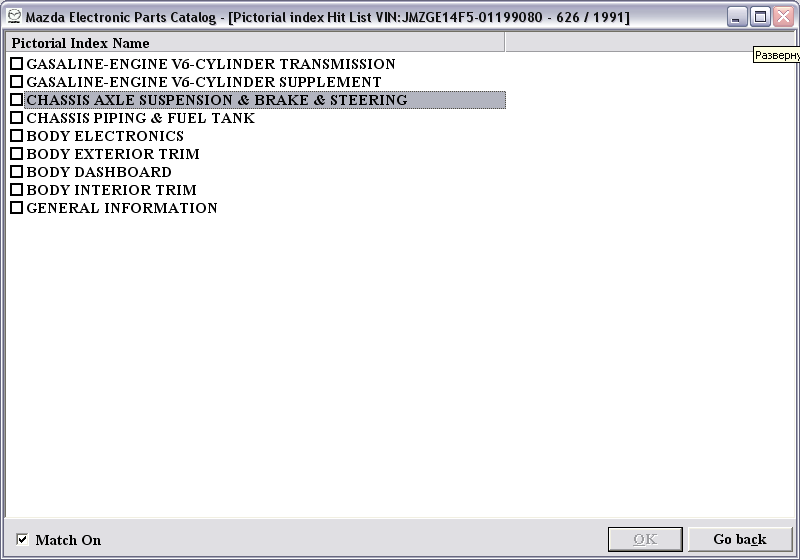 Mazda Electronic Parts Catalog - [Pictorial index Hit List VIN:JMZGE14F5-01199080 - 626 / 1991]
Pictorial Index Name
Разверну
GASALINE-ENGINE V6-CYLINDER TRANSMISSION
GASALINE-ENGINE V6-CYLINDER SUPPLEMENT
CHASSIS AXLE SUSPENSION & BRAKE & STEERING
CHASSIS PIPING & FUEL TANK
BODY ELECTRONICS
BODY EXTERIOR TRIM
BODY DASHBOARD
BODY INTERIOR TRIM
GENERAL INFORMATION
Match On
OK
Go back